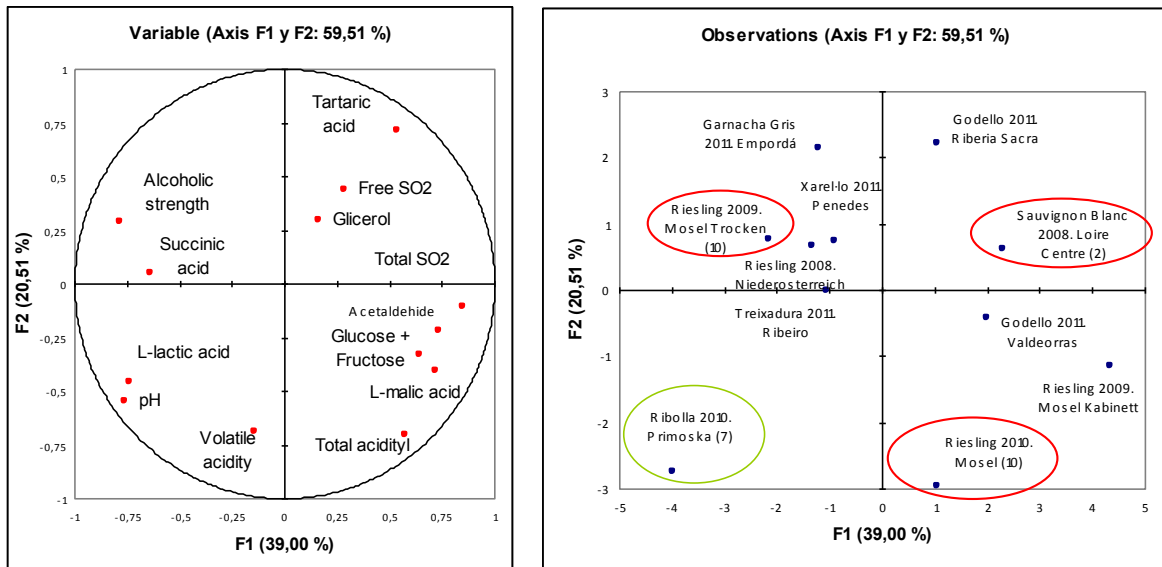 Variable (Axis F1 y F2: 59,51 %)
1
0,75
0,5
0,25
0
-0,25
-0,5
-0,75
-1
F2 (20,51 %)
Tartaric
acid
Free SO2
Glicerol
Total SO2
Alcoholic
strength
Succinic
acid
Acetaldehide
Glucose +
Fructose
L-malic acid
L-lactic acid
pH
Volatile
acidity
Total acidityl
-1
-0,75
-0,5
-0,25
0
0,25
0,5
0,75
1
F1 (39,00 %)
Observations (Axis F1 y F2: 59,51 %)
3
2
1
0
-1
-2
-3
F2 (20,51 %)
Garnacha Gris
2011 Empordá
Godello 2011.
Riberia Sacra
Xarel·lo 2011.
Penedes
Riesling 2009.
Mosel Trocken
(10)
Sauvignon Blanc
2008. Loire
Centre (2)
Riesling 2008.
Niederosterreich
Treixadura 2011.
Ribeiro
Godello 2011.
Valdeorras
Riesling 2009.
Mosel Kabinett
Ribolla 2010.
Primoska (7)
Riesling 2010.
Mosel (10)
-5
-4
-3
-2
-1
0
1
2
3
4
5
F1 (39,00 %)